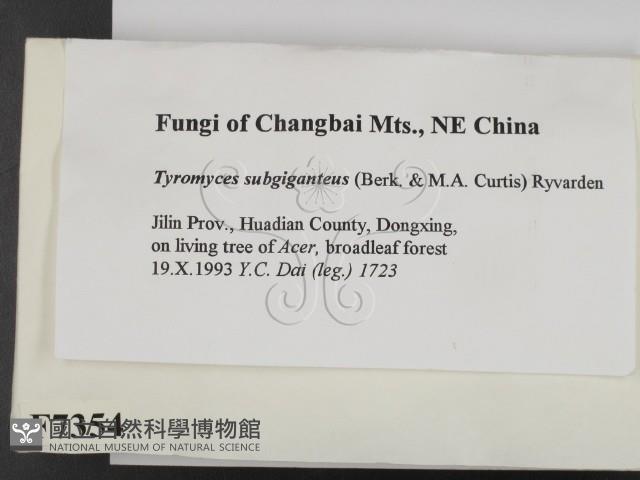 Fungi of Changbai Mts., NE China
Tyromyces subgiganteus (Berk. & M.A. Curtis) Ryvarden
Jilin Prov., Huadian County, Dongxing,
on living tree of Acer, broadleaf forest
19.X.1993 Y.C. Dai (leg.) 1723
F7354
國立自然科學博物館
NATIONAL MUSEUM OF NATURAL SCIENCE